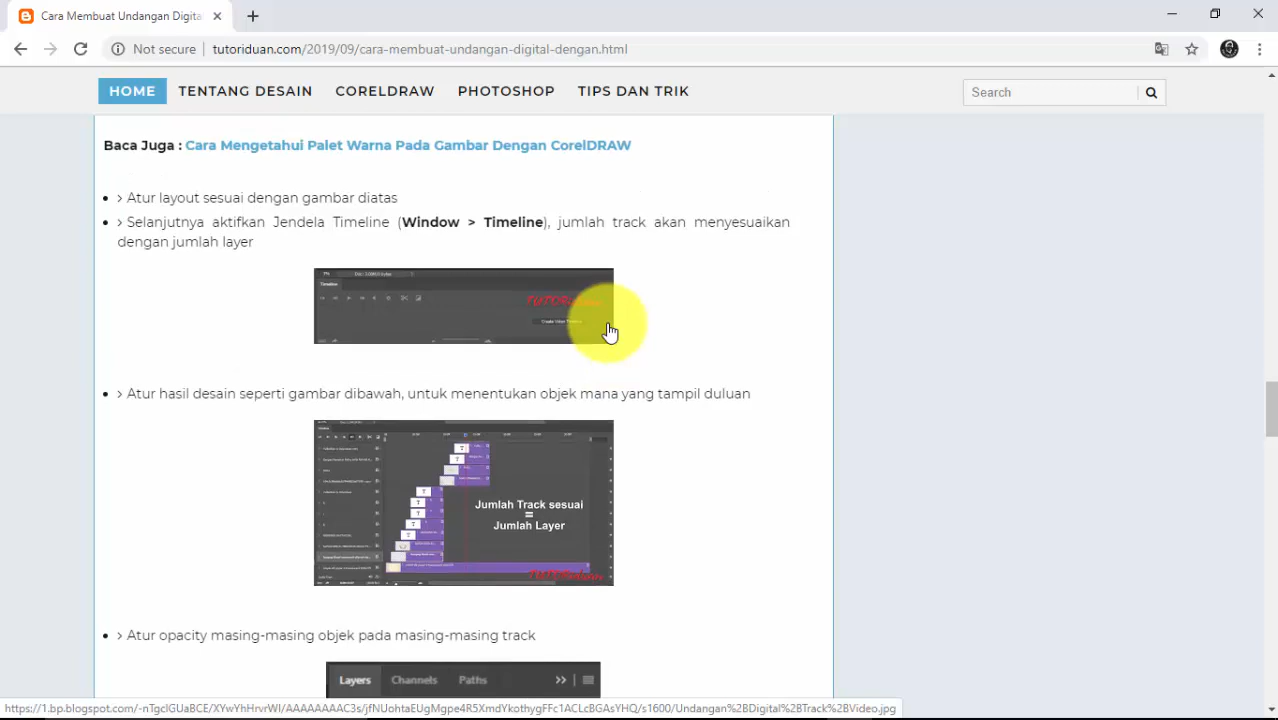 Cara Membuat Undangan Digita
Not secure
tutoriduan.com/2019/09/cara-membuat-undangan-digital-dengan.html
HOME
TENTANG DESAIN
CORELDRAW
PHOTOSHOP
TIPS DAN TRIK
Search
Baca Juga : Cara Mengetahui Palet Warna Pada Gambar Dengan CorelDRAW
> Atur layout sesuai dengan gambar diatas
> Selanjutnya aktifkan Jendela Timeline (Window > Timeline), jumlah track akan menyesuaikan
dengan jumlah layer
Timeline
> Atur hasil desain seperti gambar dibawah, untuk menentukan objek mana yang tampil duluan
Jumlah Track sesuai
=
Jumlah Layer
TUTORiduan
> Atur opacity masing-masing objek pada masing-masing track
Layers
Channels
Paths
https://1.bp.blogspot.com/-nTgclGUaBCE/XYwYhHrvrWI/AAAAAAAAC3s/jfNUohtaEUgMgpe4R5XmdYkothygFFc1ACLcBGAsYHQ/s1600/Undangan%2BDigital%2BTrack%2BVideo.jpg